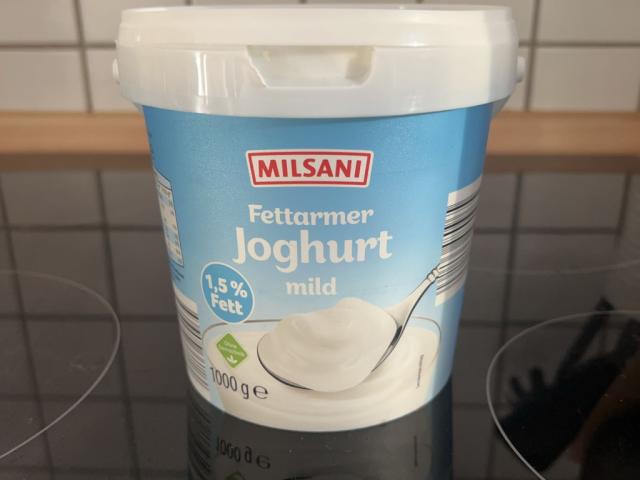 MILSANI
Fettarmer
Joghurt
mild
1,5%
Fett
1000 g e